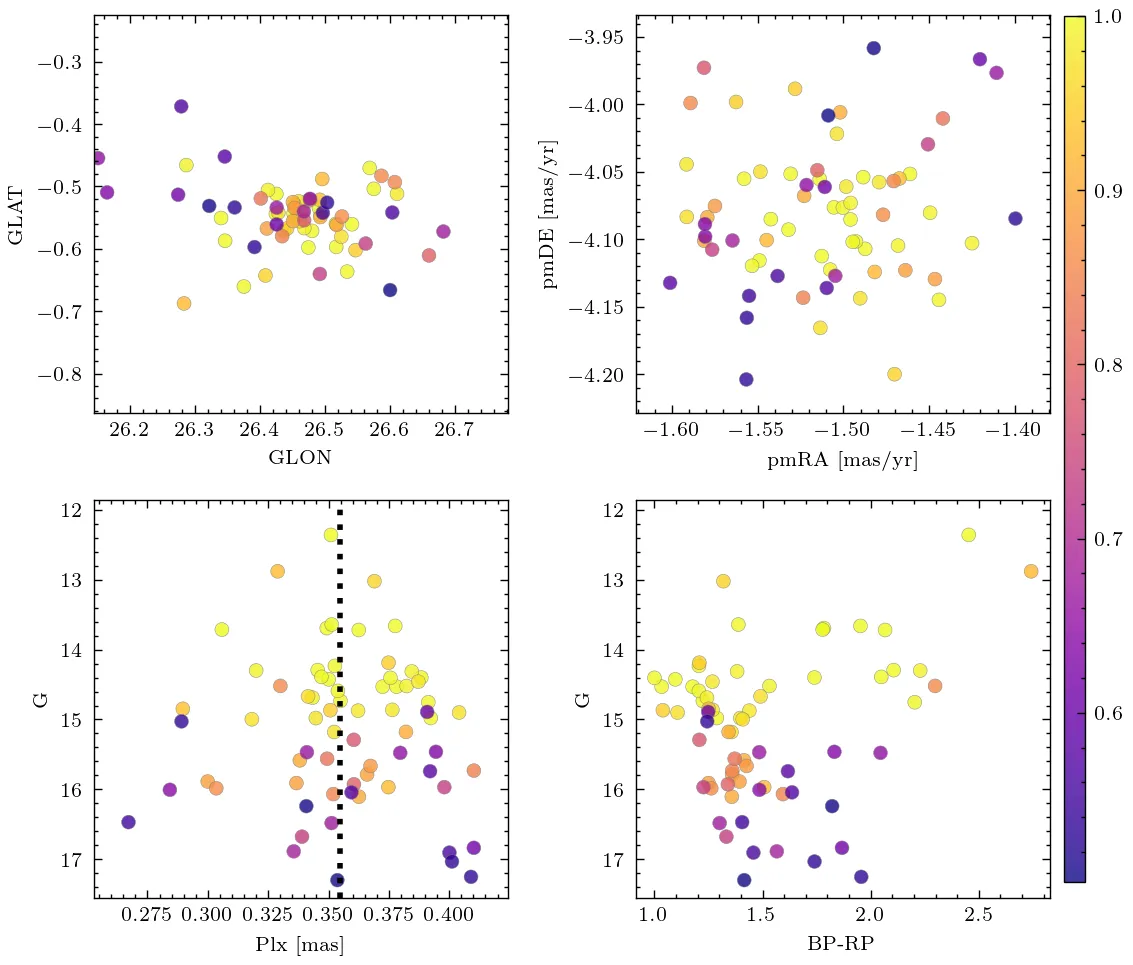 −0.3
−0.4
−0.5
−0.6
−0.7
−0.8
GLAT
26.2 26.3 26.4 26.5 26.6 26.7
GLON
−3.95
−4.00
−4.05
−4.10
−4.15
−4.20
pmDE [mas/yr]
−1.60 −1.55 −1.50 −1.45 −1.40
pmRA [mas/yr]
1.0
0.9
0.8
0.7
0.6
12
13
14
15
16
17
G
0.275 0.300 0.325 0.350 0.375 0.400
Plx [mas]
12
13
14
15
16
17
G
1.0 1.5 2.0 2.5
BP-RP